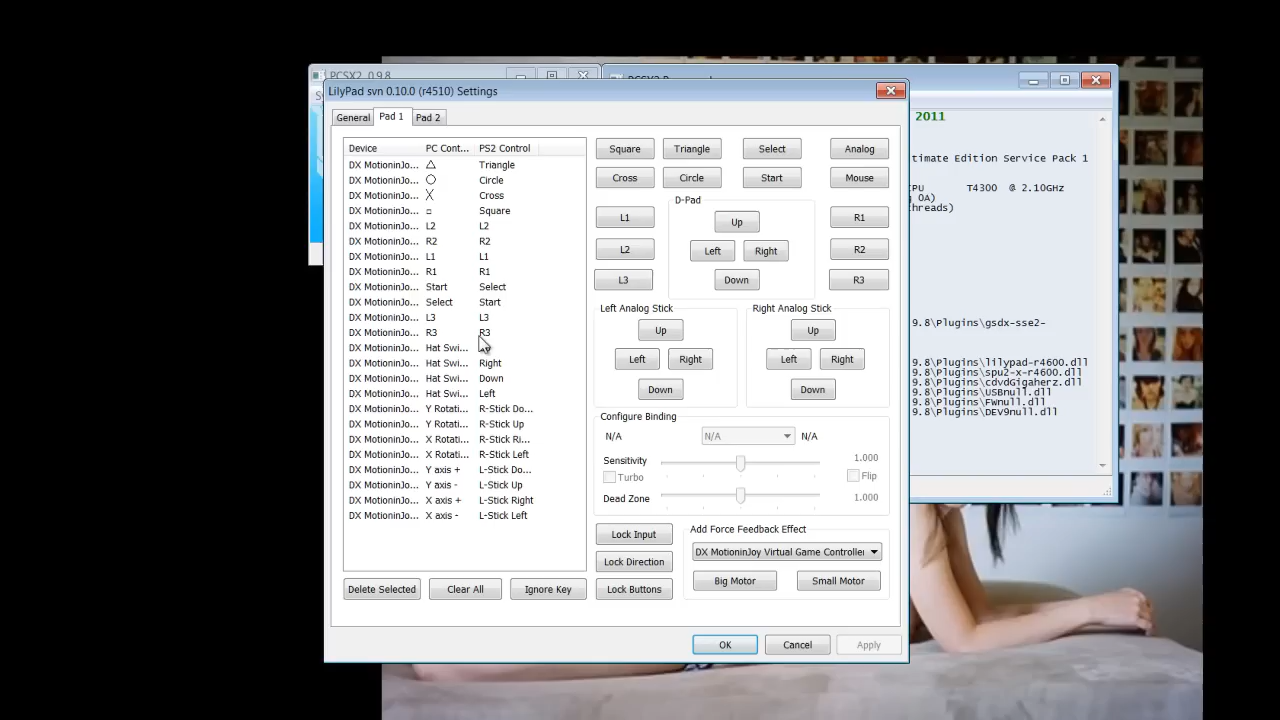 PCSX2 0.9.8
LilyPad svn 0.10.0 (r4510) Settings
General
Pad 1
Pad 2
Device PC Cont... PS2 Control
DX MotioninJo... △ Triangle
DX MotioninJo... ○ Circle
DX MotioninJo... ╳ Cross
DX MotioninJo... □ Square
DX MotioninJo... L2 L2
DX MotioninJo... R2 R2
DX MotioninJo... L1 L1
DX MotioninJo... R1 R1
DX MotioninJo... Start Select
DX MotioninJo... Select Start
DX MotioninJo... L3 L3
DX MotioninJo... R3 R3
DX MotioninJo... Hat Swi...
DX MotioninJo... Hat Swi... Right
DX MotioninJo... Hat Swi... Down
DX MotioninJo... Hat Swi... Left
DX MotioninJo... Y Rotati... R-Stick Do...
DX MotioninJo... Y Rotati... R-Stick Up
DX MotioninJo... X Rotati... R-Stick Ri...
DX MotioninJo... X Rotati... R-Stick Left
DX MotioninJo... Y axis + L-Stick Do...
DX MotioninJo... Y axis - L-Stick Up
DX MotioninJo... X axis + L-Stick Right
DX MotioninJo... X axis - L-Stick Left
Delete Selected
Clear All
Ignore Key
Square
Triangle
Select
Analog
Cross
Circle
Start
Mouse
D-Pad
L1
Up
R1
L2
Left
Right
R2
L3
Down
R3
Left Analog Stick
Up
Left
Right
Down
Right Analog Stick
Up
Left
Right
Down
Configure Binding
N/A N/A N/A
Sensitivity 1.000
Turbo Flip
Dead Zone 1.000
Lock Input
Lock Direction
Lock Buttons
Add Force Feedback Effect
DX MotioninJoy Virtual Game Controller
Big Motor
Small Motor
OK
Cancel
Apply
2011
timate Edition Service Pack 1
CPU T4300 @ 2.10GHz
0A)
hreads)
9.8\Plugins\gsdx-sse2-
9.8\Plugins\lilypad-r4600.dll
9.8\Plugins\spu2-x-r4600.dll
9.8\Plugins\cdvdGigaherz.dll
9.8\Plugins\USBnull.dll
9.8\Plugins\FWnull.dll
9.8\Plugins\DEV9null.dll